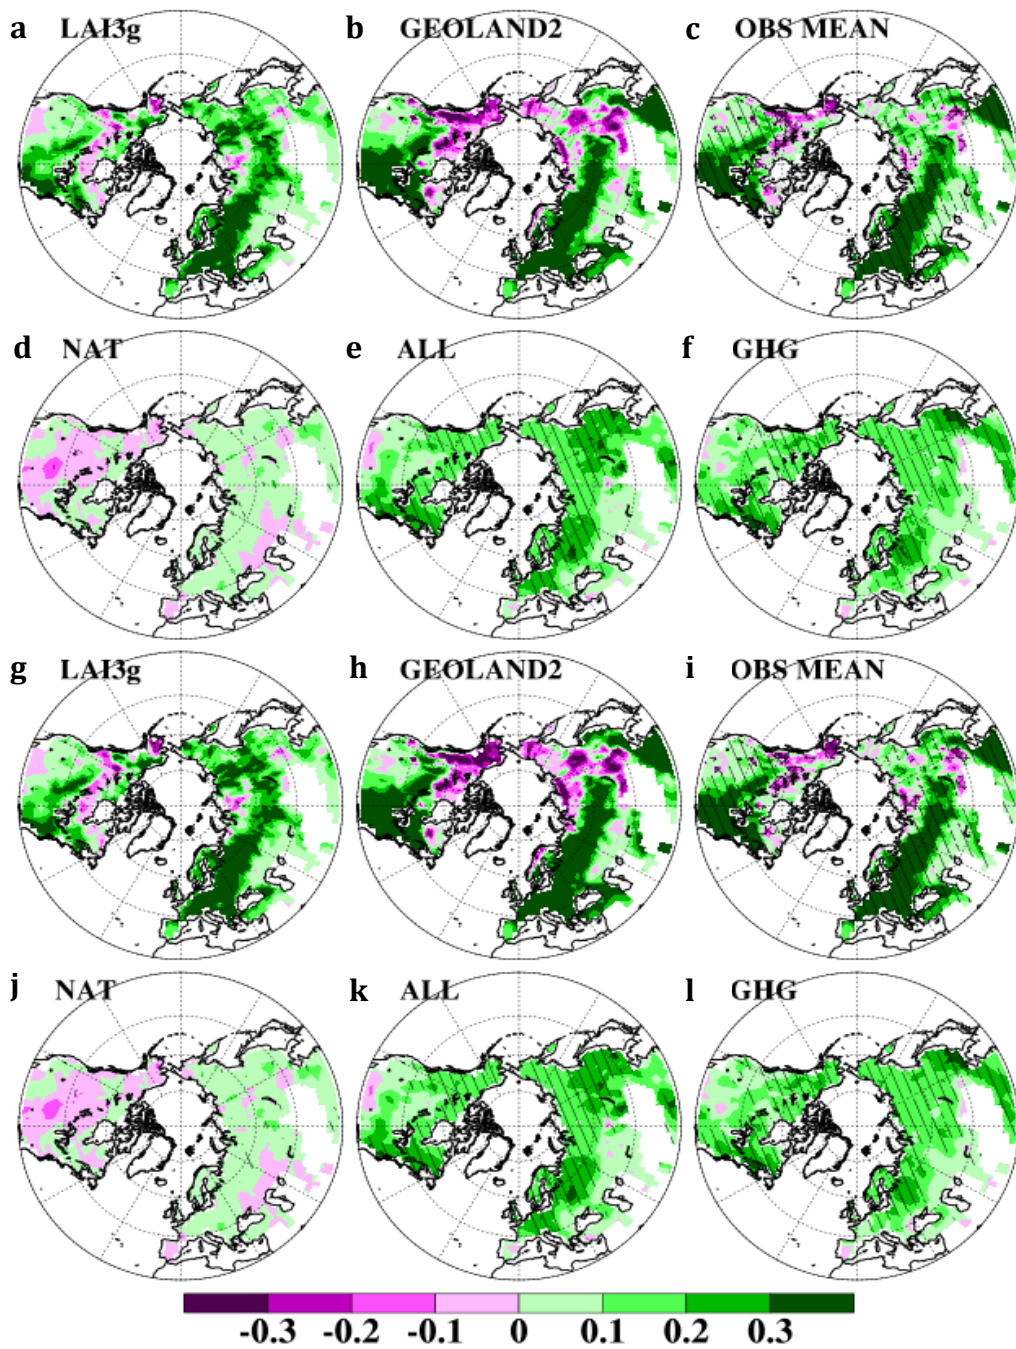 a LAI3g b GEOLAND2 c OBS MEAN
d NAT e ALL f GHG
g LAI3g h GEOLAND2 i OBS MEAN
j NAT k ALL l GHG
-0.3 -0.2 -0.1 0 0.1 0.2 0.3